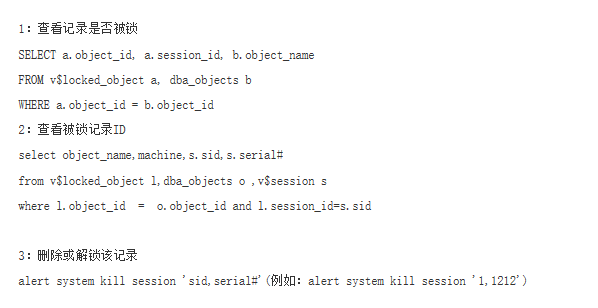 1：查看记录是否被锁
SELECT a.object_id, a.session_id, b.object_name
FROM v$locked_object a, dba_objects b
WHERE a.object_id = b.object_id
2：查看被锁记录ID
select object_name,machine,s.sid,s.serial#
from v$locked_object l,dba_objects o ,v$session s
where l.object_id  =  o.object_id and l.session_id=s.sid
3：删除或解锁该记录
alert system kill session 'sid,serial#'(例如：alert system kill session '1,1212')